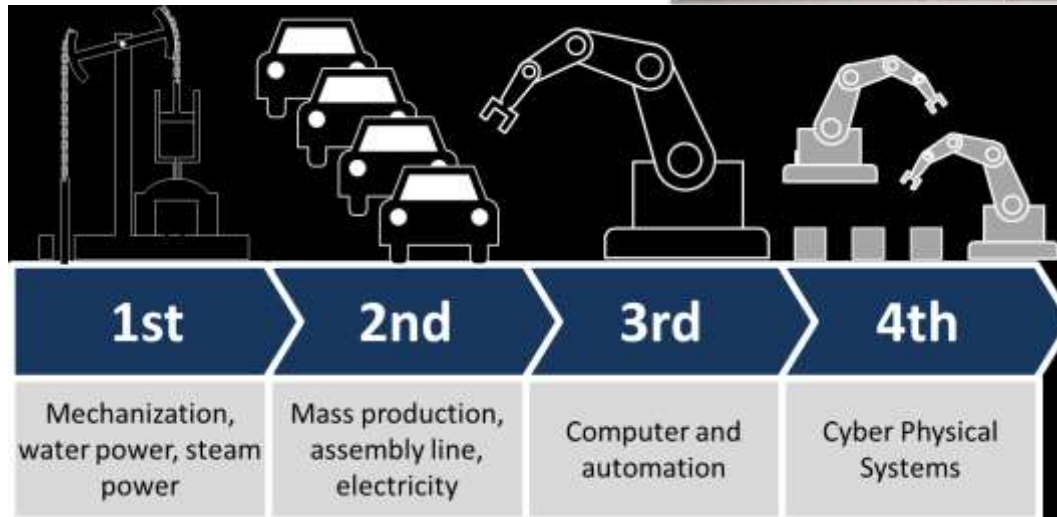 1st
2nd
3rd
4th
Mechanization,
water power, steam
power
Mass production,
assembly line,
electricity
Computer and
automation
Cyber Physical
Systems